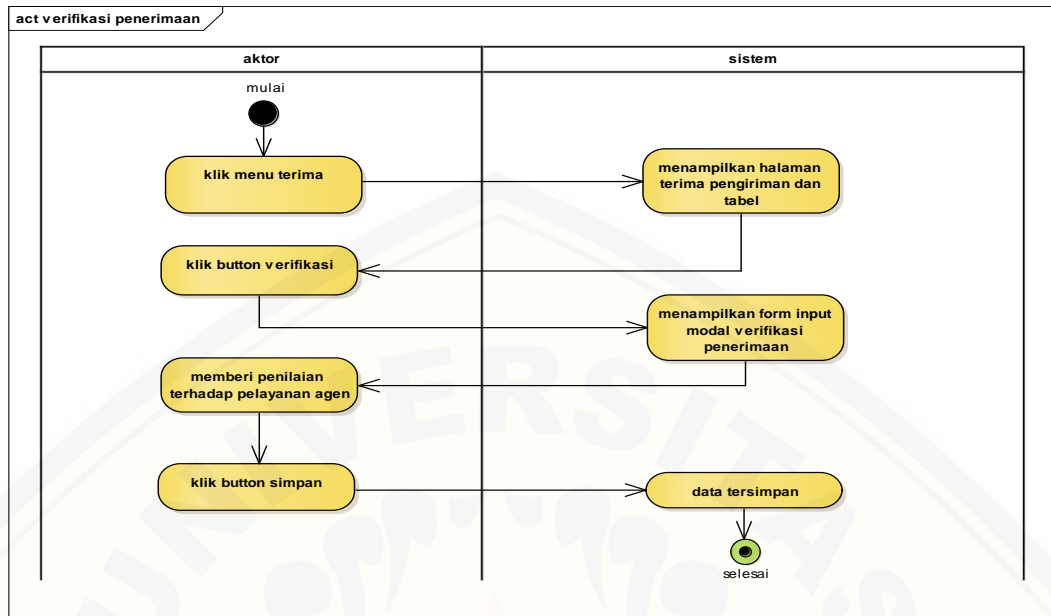 act verifikasi penerimaan
aktor
sistem
mulai
klik menu terima
menampilkan halaman
terima pengiriman dan
tabel
klik button verifikasi
menampilkan form input
modal verifikasi
penerimaan
memberi penilaian
terhadap pelayanan agen
klik button simpan
data tersimpan
selesai
UNIVERSITAS